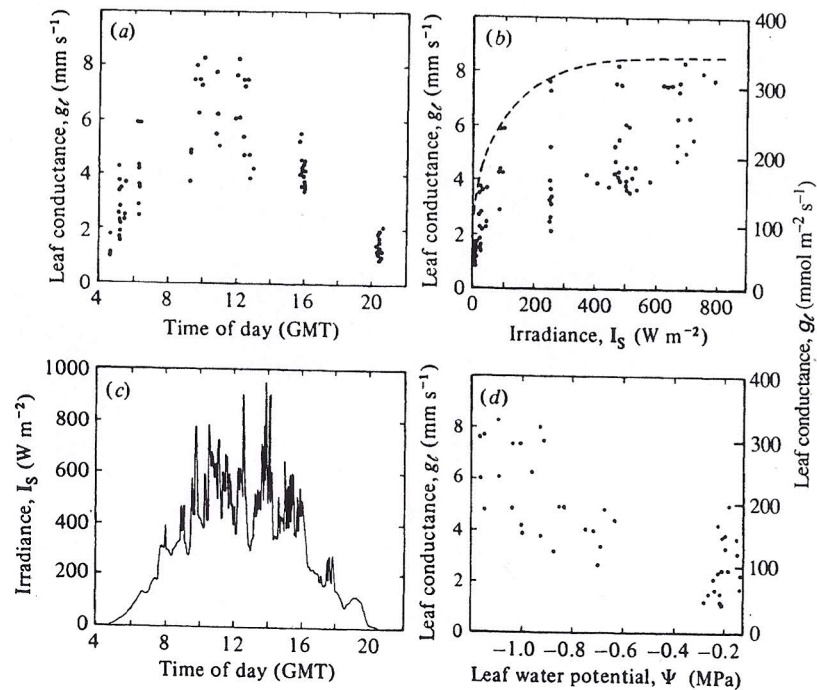 (a)
Leaf conductance, gℓ (mm s⁻¹)
8
6
4
2
0
4 8 12 16 20
Time of day (GMT)
(b)
Leaf conductance, gℓ (mm s⁻¹)
8
6
4
2
0
0 200 400 600 800
Irradiance, Iₛ (W m⁻²)
400
300
200
100
0
Leaf conductance, gℓ (mmol m⁻² s⁻¹)
(c)
Irradiance, Iₛ (W m⁻²)
1000
800
600
400
200
0
4 8 12 16 20
Time of day (GMT)
(d)
Leaf conductance, gℓ (mm s⁻¹)
8
6
4
2
0
−1.0 −0.8 −0.6 −0.4 −0.2
Leaf water potential, Ψ (MPa)
400
300
200
100
0